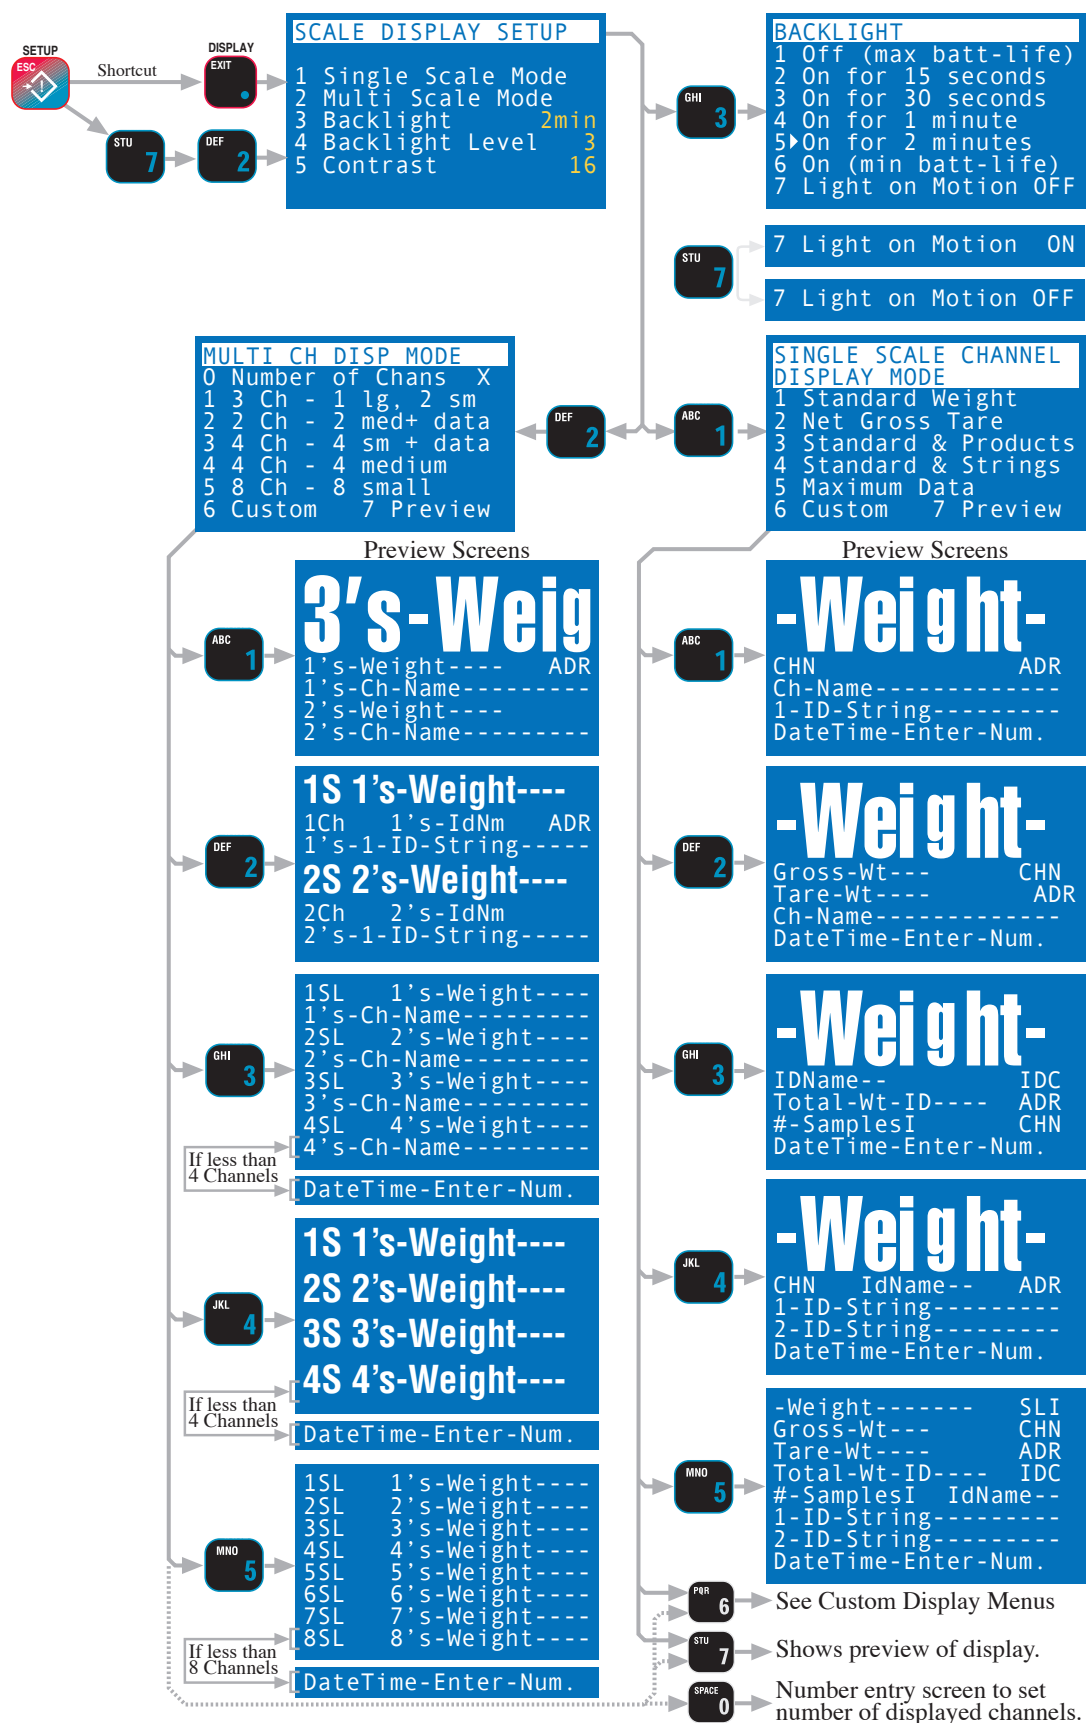 SETUP
ESC
Shortcut
DISPLAY
EXIT
STU
7
DEF
2
SCALE DISPLAY SETUP
1 Single Scale Mode
2 Multi Scale Mode
3 Backlight 2min
4 Backlight Level 3
5 Contrast 16
GHI
3
BACKLIGHT
1 Off (max batt-life)
2 On for 15 seconds
3 On for 30 seconds
4 On for 1 minute
5 On for 2 minutes
6 On (min batt-life)
7 Light on Motion OFF
STU
7
7 Light on Motion ON
7 Light on Motion OFF
MULTI CH DISP MODE
0 Number of Chans X
1 3 Ch - 1 lg, 2 sm
2 2 Ch - 2 med+ data
3 4 Ch - 4 sm + data
4 4 Ch - 4 medium
5 8 Ch - 8 small
6 Custom 7 Preview
DEF
2
ABC
1
SINGLE SCALE CHANNEL
DISPLAY MODE
1 Standard Weight
2 Net Gross Tare
3 Standard & Products
4 Standard & Strings
5 Maximum Data
6 Custom 7 Preview
Preview Screens
ABC
1
3's-Weig
1's-Weight---- ADR
1's-Ch-Name---------
2's-Weight----
2's-Ch-Name---------
DEF
2
1S 1's-Weight----
1Ch 1's-IdNm ADR
1's-1-ID-String-----
2S 2's-Weight----
2Ch 2's-IdNm
2's-1-ID-String-----
GHI
3
1SL 1's-Weight----
1's-Ch-Name---------
2SL 2's-Weight----
2's-Ch-Name---------
3SL 3's-Weight----
3's-Ch-Name---------
4SL 4's-Weight----
4's-Ch-Name---------
If less than
4 Channels
DateTime-Enter-Num.
JKL
4
1S 1's-Weight----
2S 2's-Weight----
3S 3's-Weight----
4S 4's-Weight----
If less than
4 Channels
DateTime-Enter-Num.
MNO
5
1SL 1's-Weight----
2SL 2's-Weight----
3SL 3's-Weight----
4SL 4's-Weight----
5SL 5's-Weight----
6SL 6's-Weight----
7SL 7's-Weight----
8SL 8's-Weight----
If less than
8 Channels
DateTime-Enter-Num.
Preview Screens
ABC
1
-Weight-
CHN ADR
Ch-Name-------------
1-ID-String---------
DateTime-Enter-Num.
DEF
2
-Weight-
Gross-Wt--- CHN
Tare-Wt---- ADR
Ch-Name-------------
DateTime-Enter-Num.
GHI
3
-Weight-
IDName-- IDC
Total-Wt-ID---- ADR
#-SamplesI CHN
DateTime-Enter-Num.
JKL
4
-Weight-
CHN IdName-- ADR
1-ID-String---------
2-ID-String---------
DateTime-Enter-Num.
MNO
5
-Weight------- SLI
Gross-Wt--- CHN
Tare-Wt---- ADR
Total-Wt-ID---- IDC
#-SamplesI IdName--
1-ID-String---------
2-ID-String---------
DateTime-Enter-Num.
PQR
6
See Custom Display Menus
STU
7
Shows preview of display.
SPACE
0
Number entry screen to set
number of displayed channels.